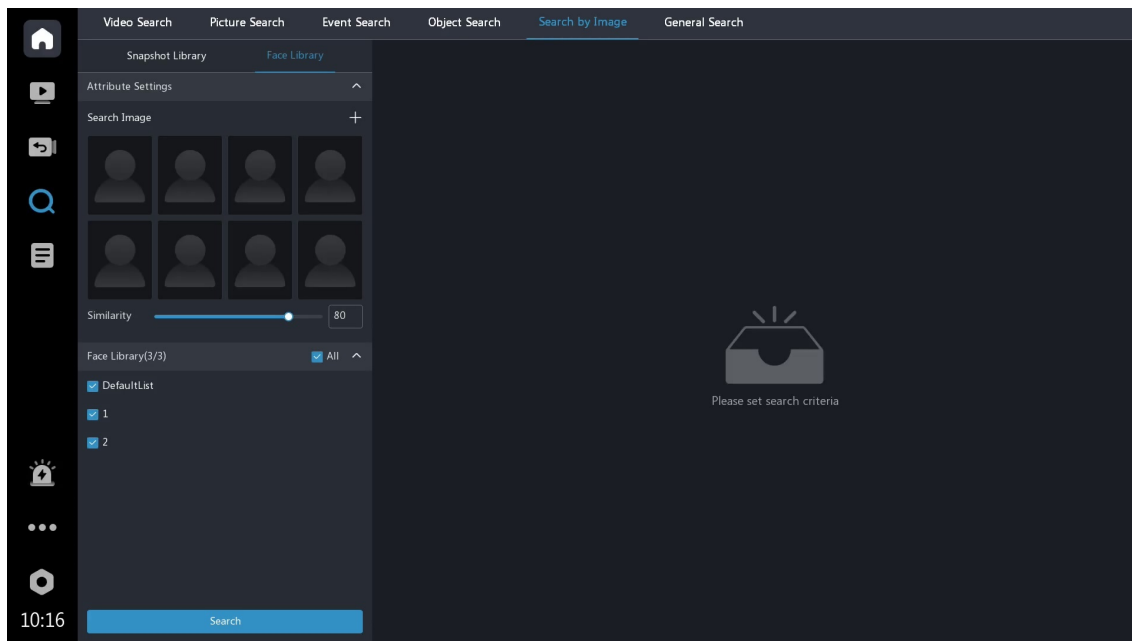 Video Search Picture Search Event Search Object Search Search by Image General Search
Snapshot Library Face Library
Attribute Settings
Search Image
Similarity 80
Face Library(3/3) All
DefaultList
1
2
Search
Please set search criteria
10:16